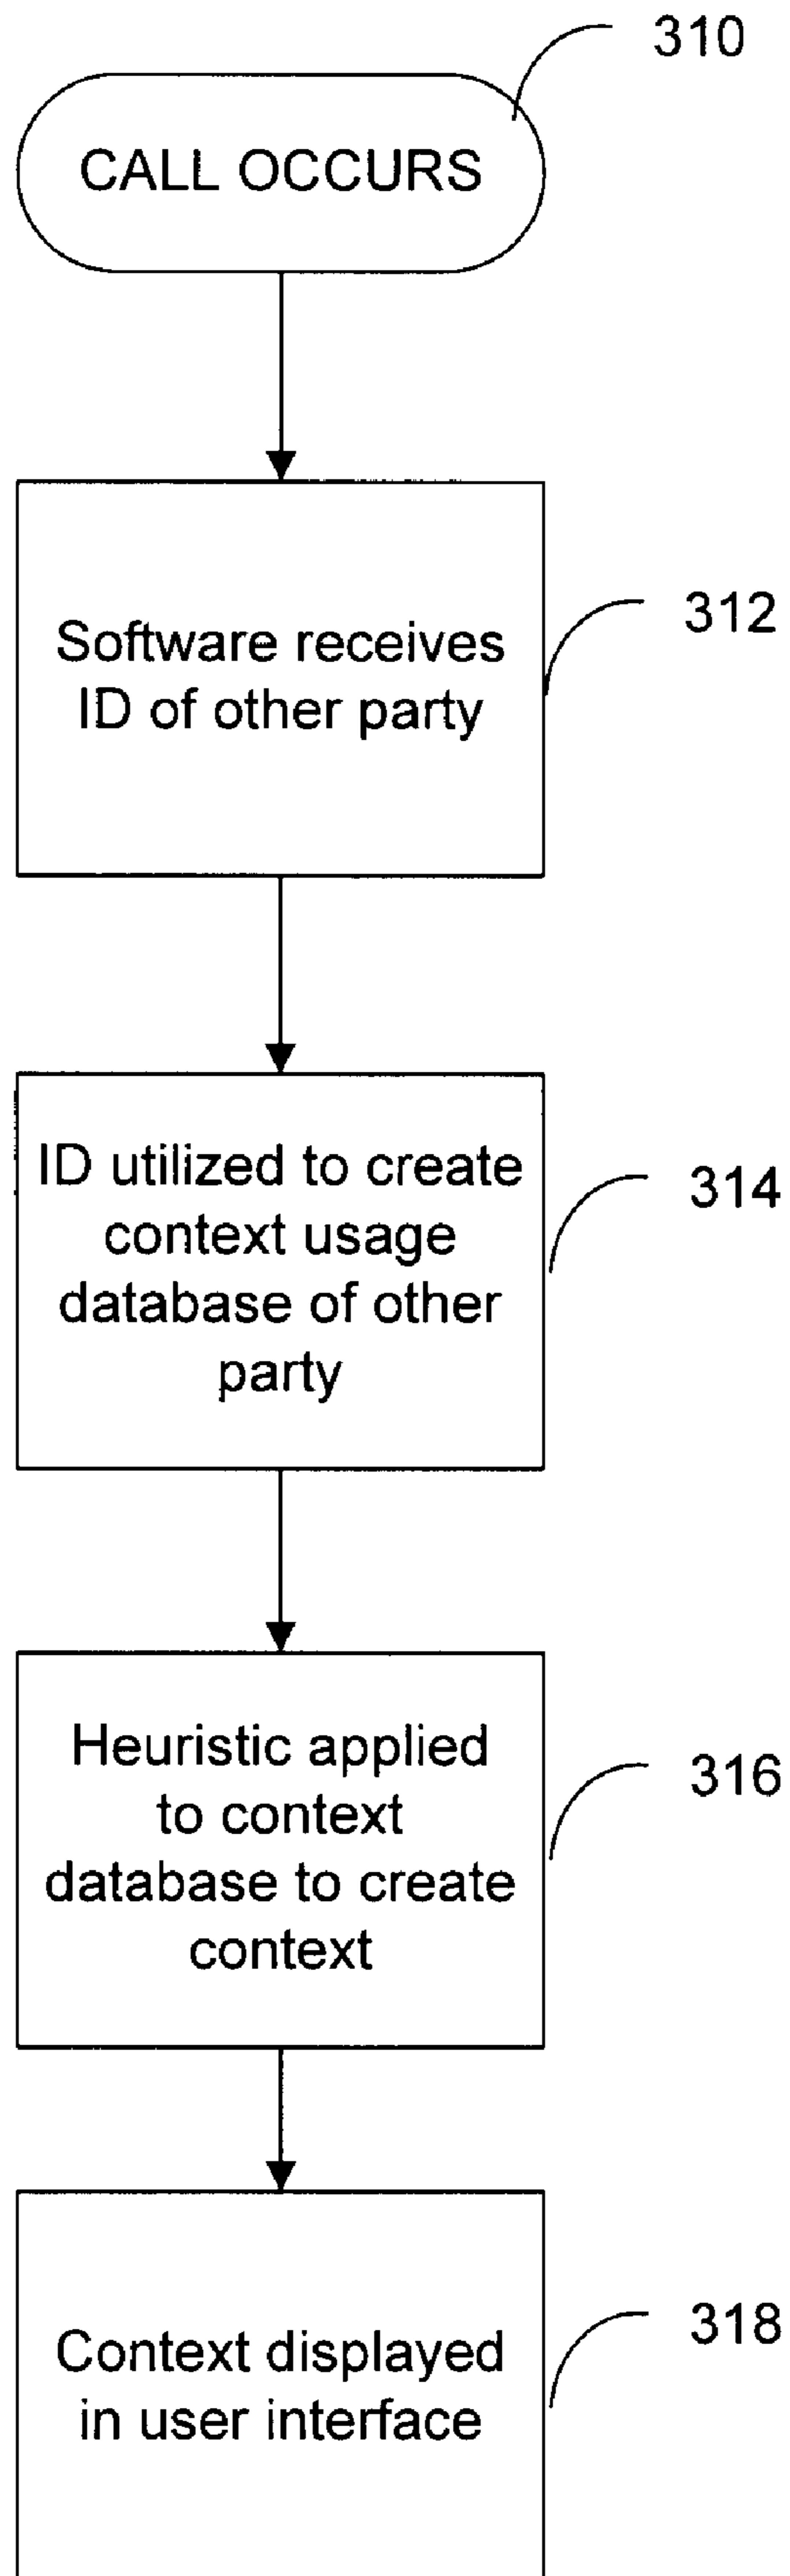 310
CALL OCCURS
312
Software receives
ID of other party
314
ID utilized to create
context usage
database of other
party
316
Heuristic applied
to context
database to create
context
318
Context displayed
in user interface